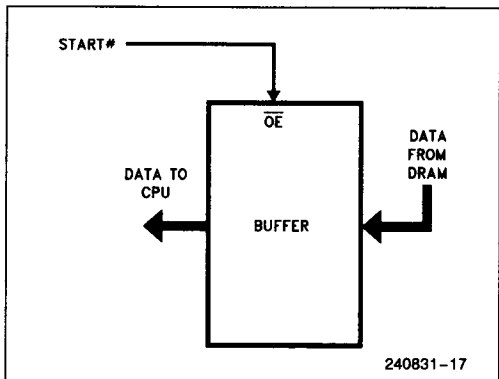 START#
OE
DATA
FROM
DRAM
DATA TO
CPU
BUFFER
240831-17